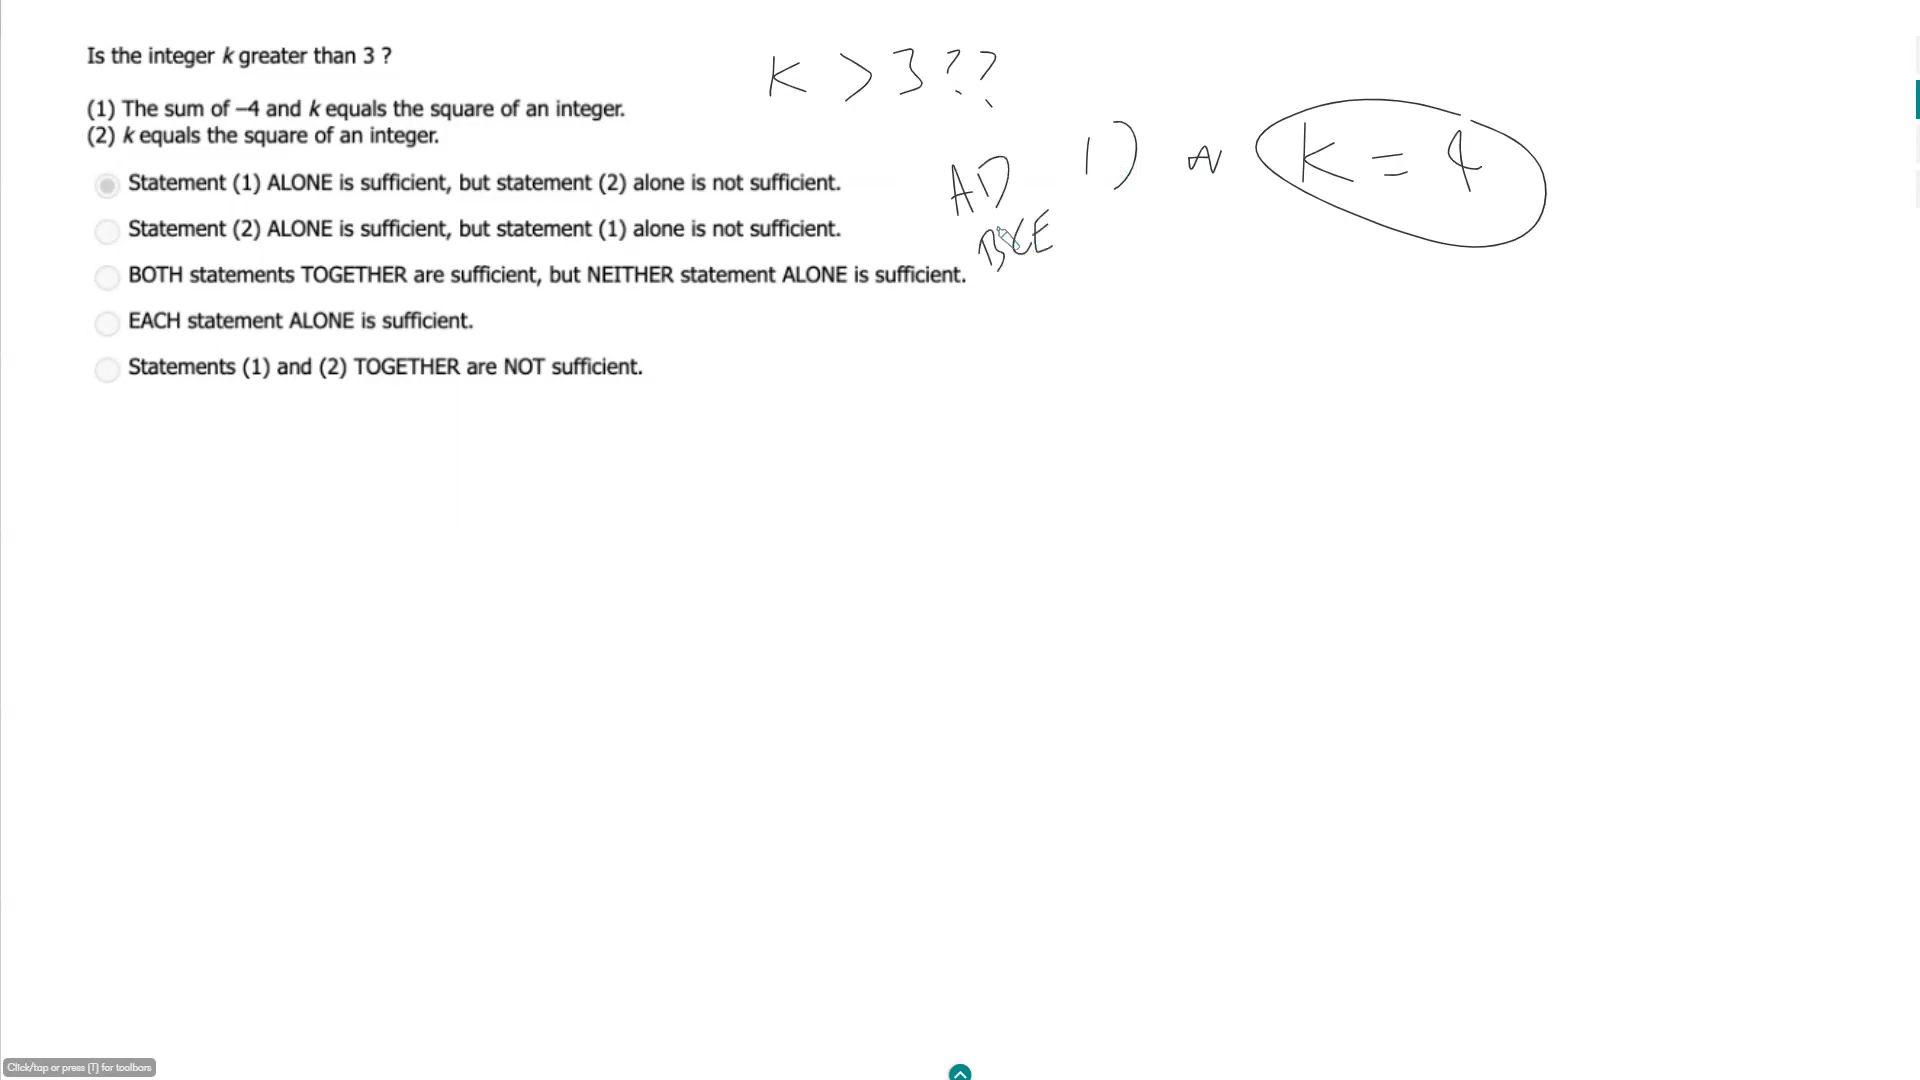 Is the integer k greater than 3 ?
K > 3 ??
(1) The sum of –4 and k equals the square of an integer.
(2) k equals the square of an integer.
AD
1)
K = 4
Statement (1) ALONE is sufficient, but statement (2) alone is not sufficient.
Statement (2) ALONE is sufficient, but statement (1) alone is not sufficient.
BCE
BOTH statements TOGETHER are sufficient, but NEITHER statement ALONE is sufficient.
EACH statement ALONE is sufficient.
Statements (1) and (2) TOGETHER are NOT sufficient.
Click/tap or press [T] for toolbars